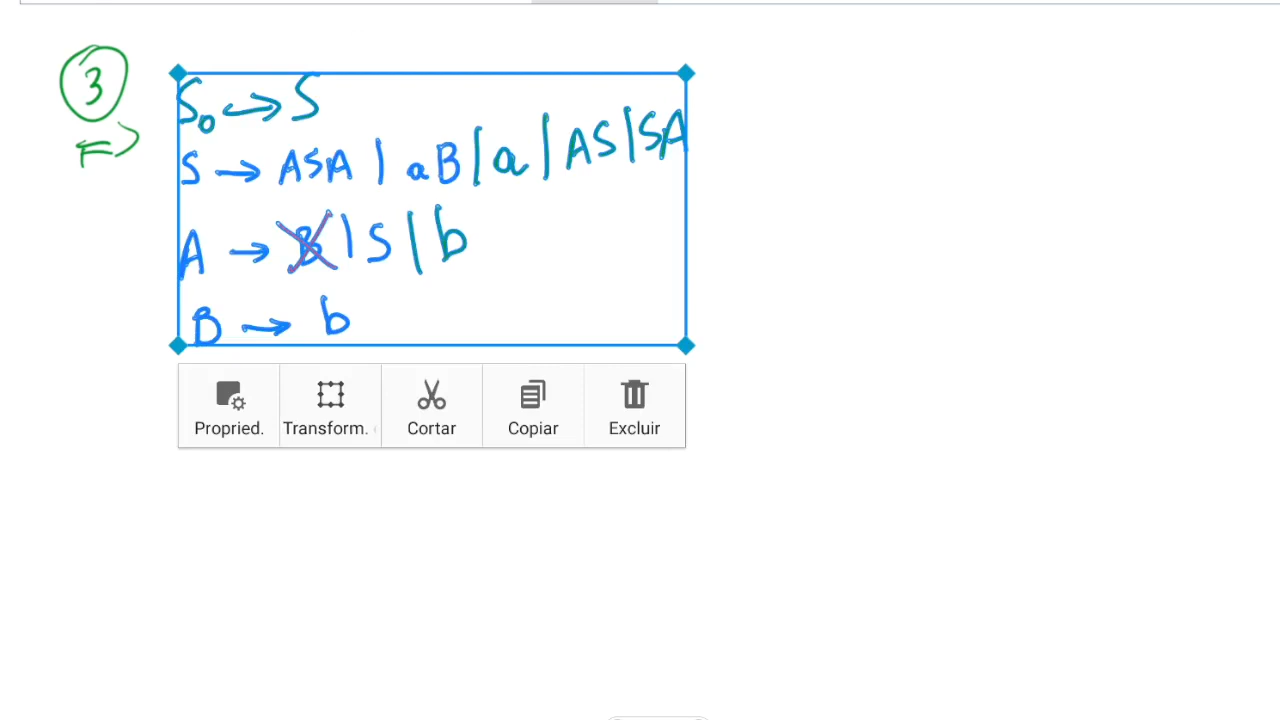 3
S₀ → S
S → ASA | aB | a | AS | SA
A → B | S | b
B → b
Propried. Transform. Cortar Copiar Excluir